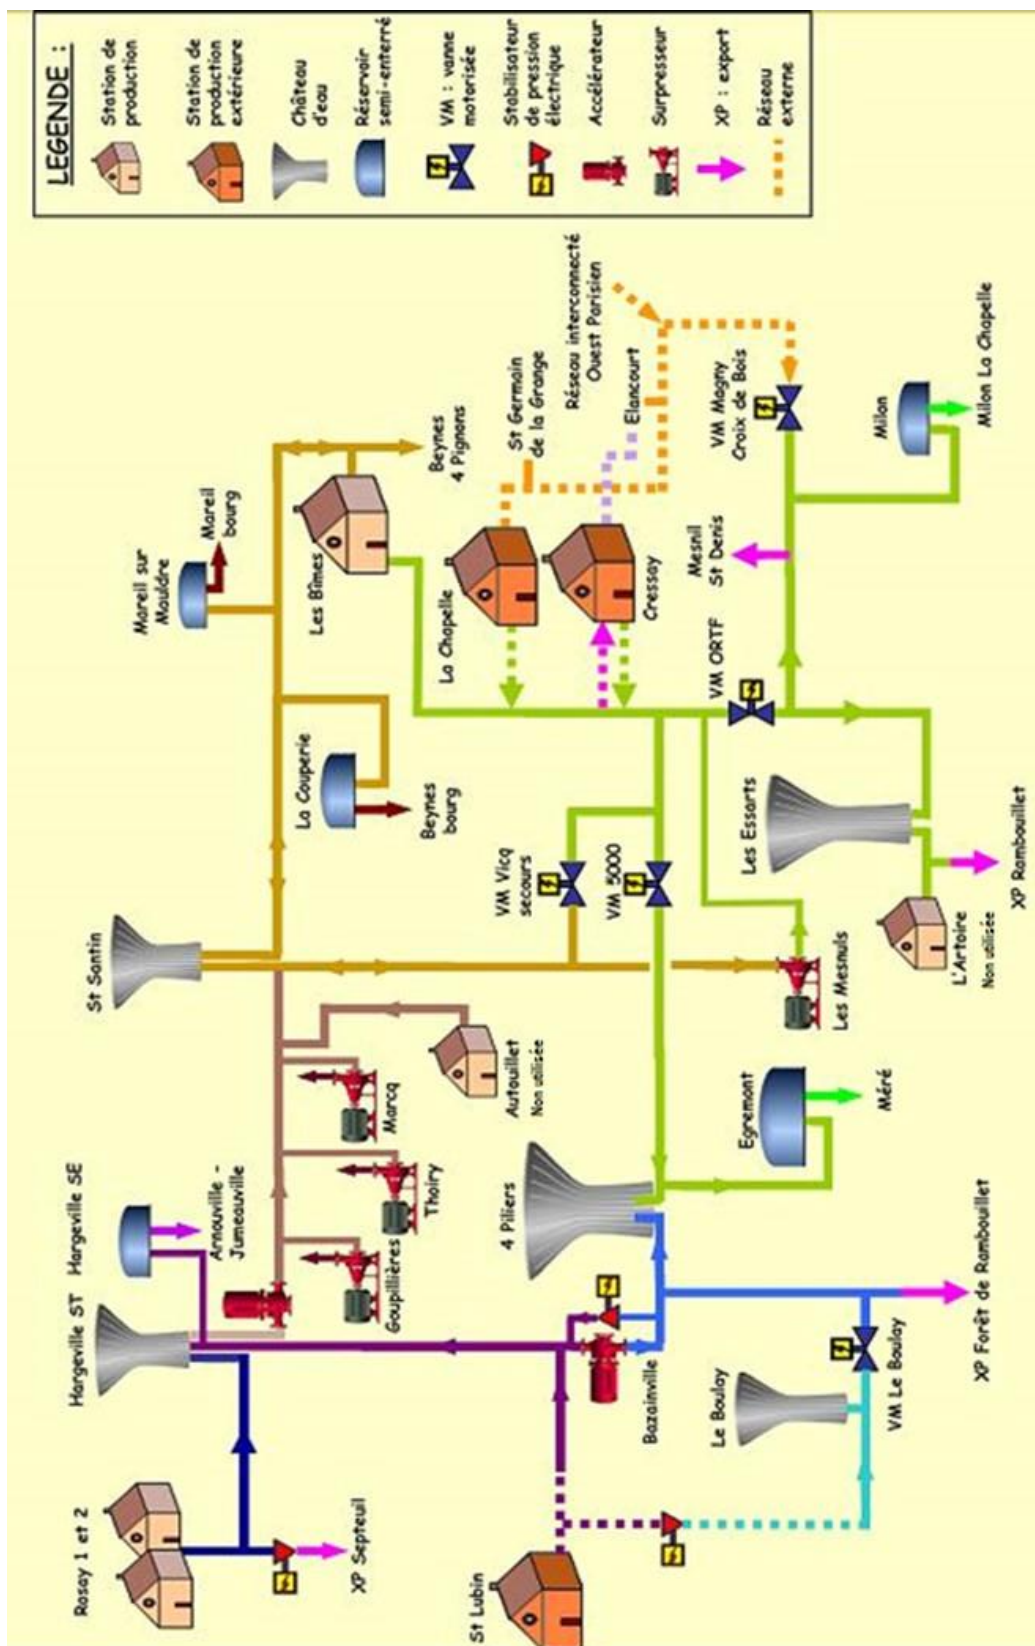 LEGENDE :
Station de
production
Station de
production
extérieure
Château
d'eau
Réservoir
semi-enterré
VM : vanne
motorisée
Stabilisateur
de pression
électrique
Accélérateur
Surpresseur
XP : export
Réseau
externe
Rosay 1 et 2
XP Septeuil
Hargeville ST
Hargeville SE
Arnouville -
Jumeauville
Goupillières
Thoiry
Marcq
Autouillet
Non utilisée
St Santin
La Couperie
Beynes
bourg
Mareil sur
Mauldre
Mareil
bourg
Les Bîmes
Beynes
4 Pignons
La Chapelle
St Germain
de la Grange
Cressay
Elancourt
Réseau interconnecté
Ouest Parisien
VM Vicq
secours
VM 5000
VM ORTF
Mesnil
St Denis
VM Magny
Croix de Bois
Milon
Milon La Chapelle
Les Essarts
XP Rambouillet
L'Artoire
Non utilisée
Les Mesnuls
Egremont
Méré
4 Piliers
Bazainville
XP Forêt de Rambouillet
Le Boulay
VM Le Boulay
St Lubin